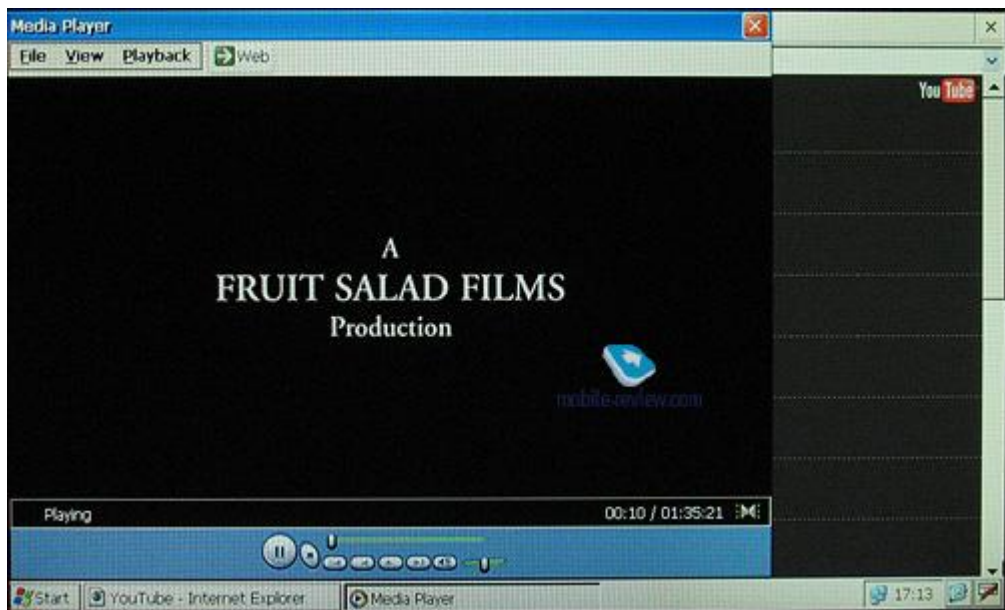 Media Player
File View Playback Web
You Tube
A
FRUIT SALAD FILMS
Production
mobile-review.com
Playing 00:10 / 01:35:21
Start YouTube - Internet Explorer Media Player 17:13